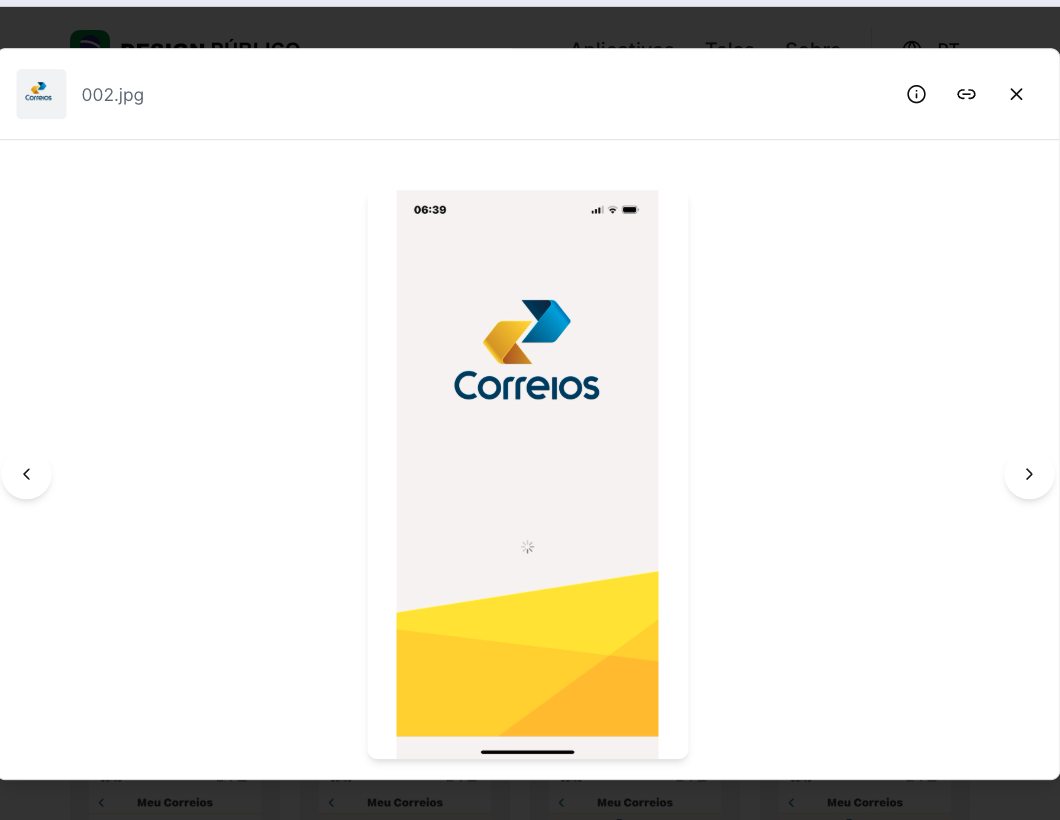 DESIGN PÚBLICO
Aplicativos Telas Sobre PT
Correios
002.jpg
06:39
Correios
Meu Correios
Meu Correios
Meu Correios
Meu Correios